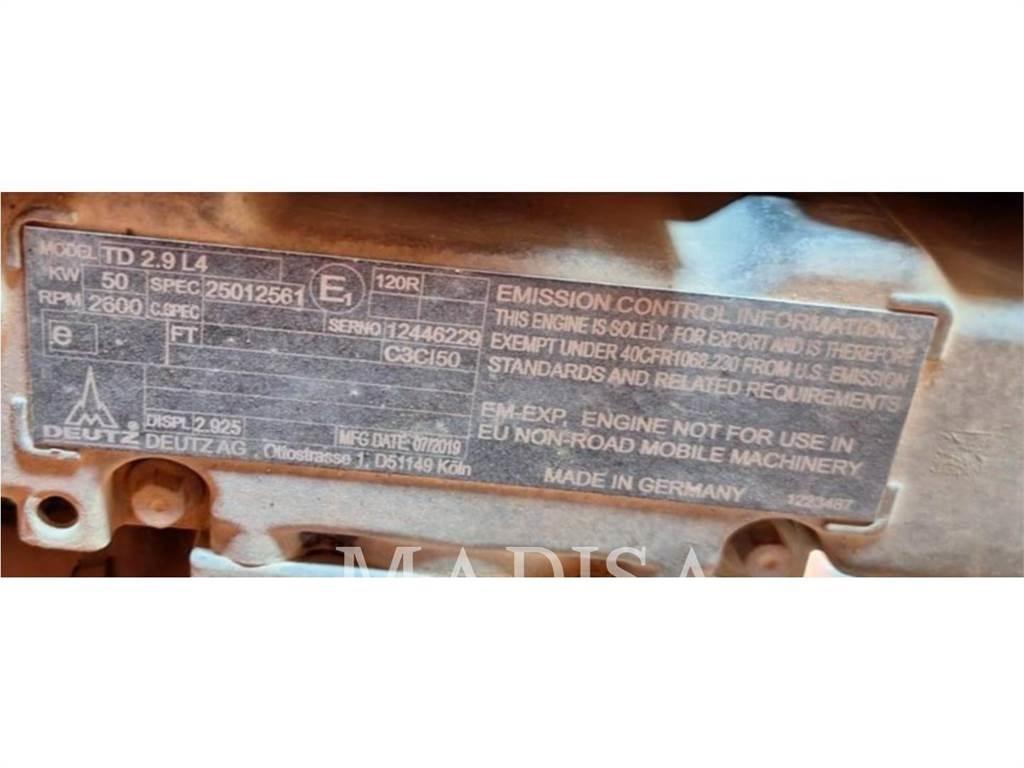 MODEL TD 2.9 L4
KW 50 SPEC 25012561 E1 120R
RPM 2600 C.SPEC
e FT SERNO 12446229
C3CI50
DISPL 2.925
MFG DATE 07/2019
DEUTZ
DEUTZ AG , Ottostrasse 1, D51149 Köln
EMISSION CONTROL INFORMATION.
THIS ENGINE IS SOLELY FOR EXPORT AND IS THEREFORE
EXEMPT UNDER 40CFR1068.230 FROM U.S. EMISSION
STANDARDS AND RELATED REQUIREMENTS
EM-EXP, ENGINE NOT FOR USE IN
EU NON-ROAD MOBILE MACHINERY
MADE IN GERMANY
1223487
MADISA